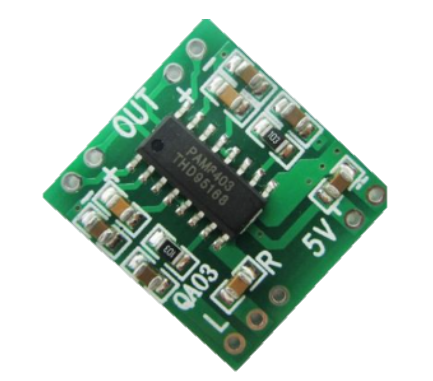 OUT
- +
PAM8403
THD95168
103
+ -
5V
- +
103
QA03
L R